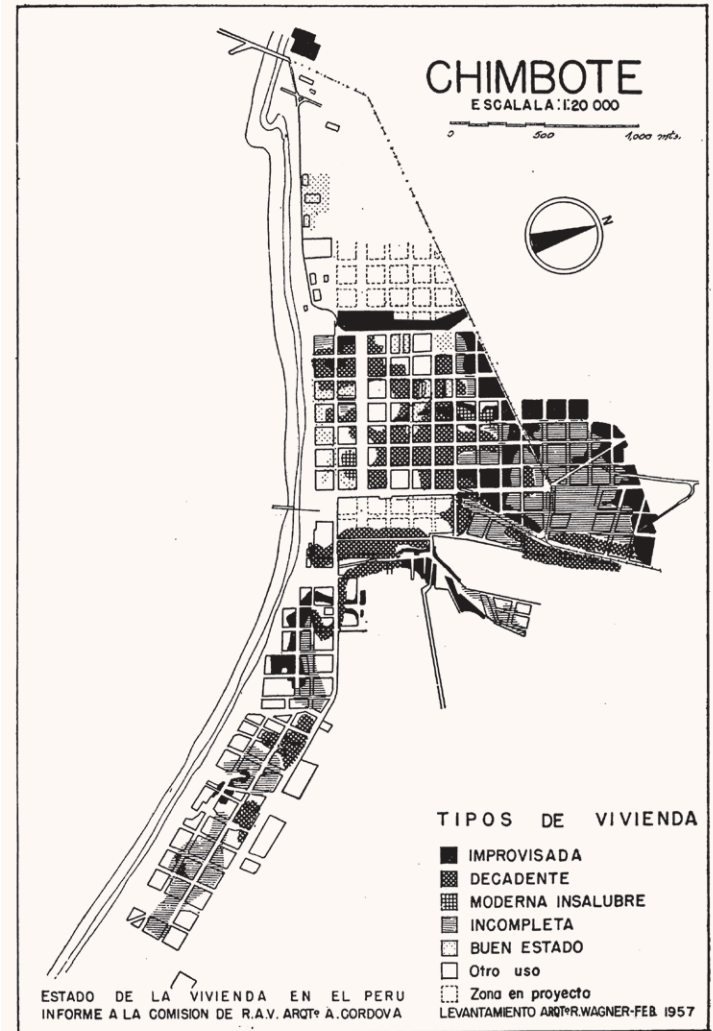 CHIMBOTE
ESCALALA:1:20 000
0 500 1,000 mts.
N
TIPOS DE VIVIENDA
IMPROVISADA
DECADENTE
MODERNA INSALUBRE
INCOMPLETA
BUEN ESTADO
Otro uso
Zona en proyecto
LEVANTAMIENTO ARQTº R.WAGNER-FEB. 1957
ESTADO DE LA VIVIENDA EN EL PERU
INFORME A LA COMISION DE R.A.V. ARQTº A. CORDOVA